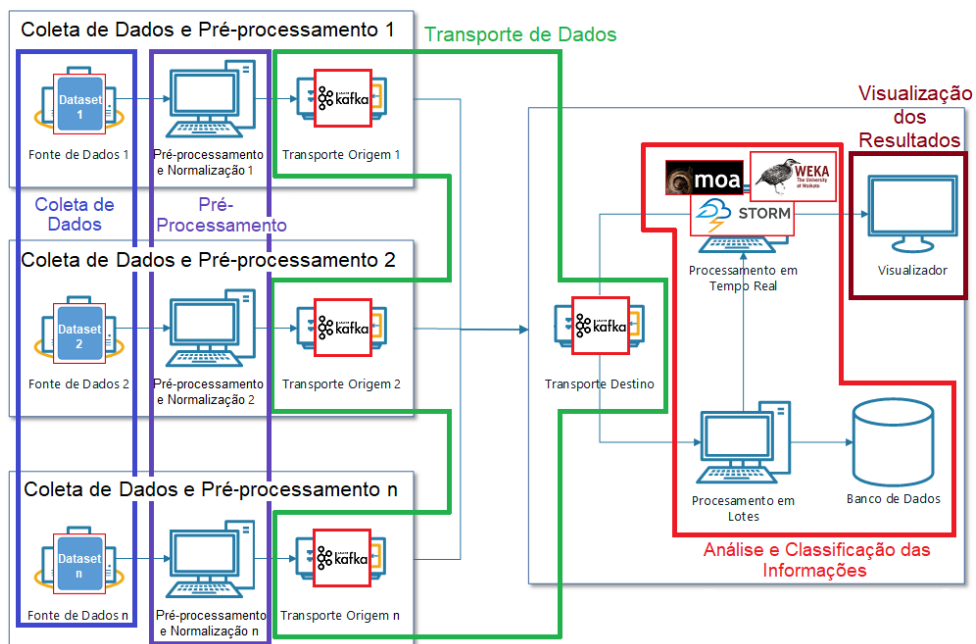 Coleta de Dados e Pré-processamento 1
Transporte de Dados
Dataset
1
kafka
Fonte de Dados 1
Pré-processamento
e Normalização 1
Transporte Origem 1
Coleta de
Dados
Pré-
Processamento
Coleta de Dados e Pré-processamento 2
Dataset
2
kafka
Fonte de Dados 2
Pré-processamento
e Normalização 2
Transporte Origem 2
Coleta de Dados e Pré-processamento n
Dataset
n
kafka
Fonte de Dados n
Pré-processamento
e Normalização n
Transporte Origem n
kafka
Transporte Destino
Visualização
dos
Resultados
moa
WEKA
The University
of Waikato
STORM
Processamento em
Tempo Real
Visualizador
Procesamento em
Lotes
Banco de Dados
Análise e Classificação das
Informações